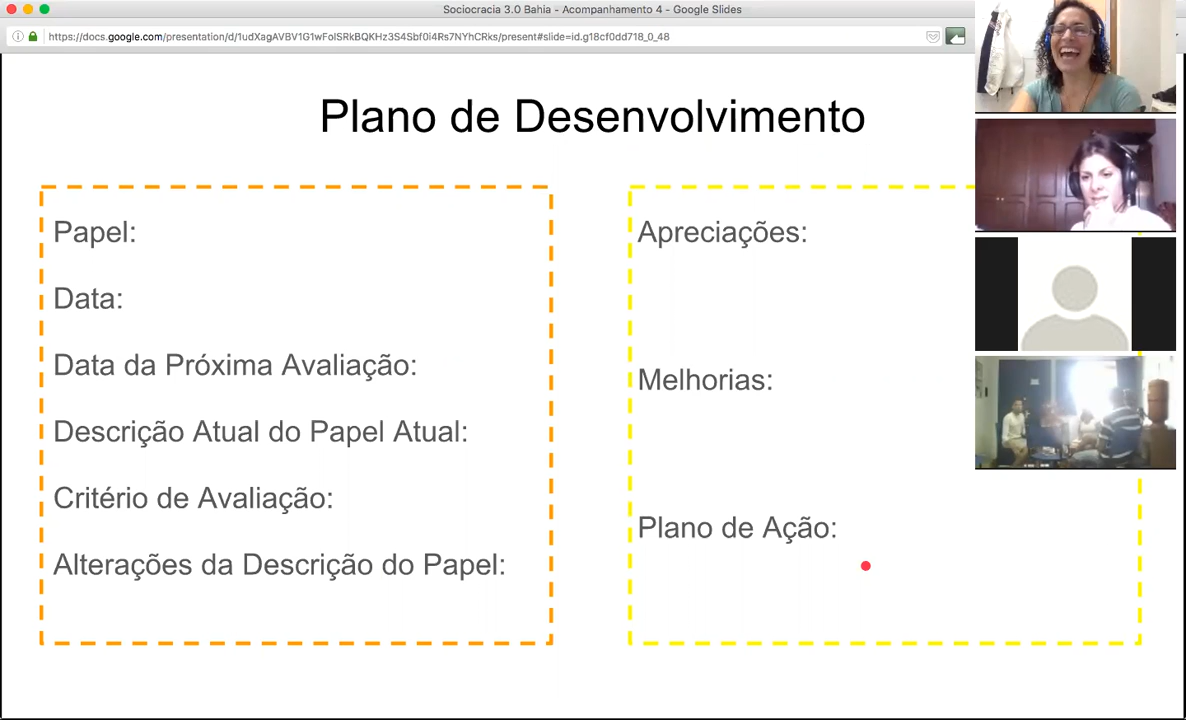 Sociocracia 3.0 Bahia - Acompanhamento 4 - Google Slides
https://docs.google.com/presentation/d/1udXagAVBV1G1wFolSRkBQKHz3S4Sbf0i4Rs7NYhCRks/present#slide=id.g18cf0dd718_0_48
Plano de Desenvolvimento
Papel:
Data:
Data da Próxima Avaliação:
Descrição Atual do Papel Atual:
Critério de Avaliação:
Alterações da Descrição do Papel:
Apreciações:
Melhorias:
Plano de Ação: